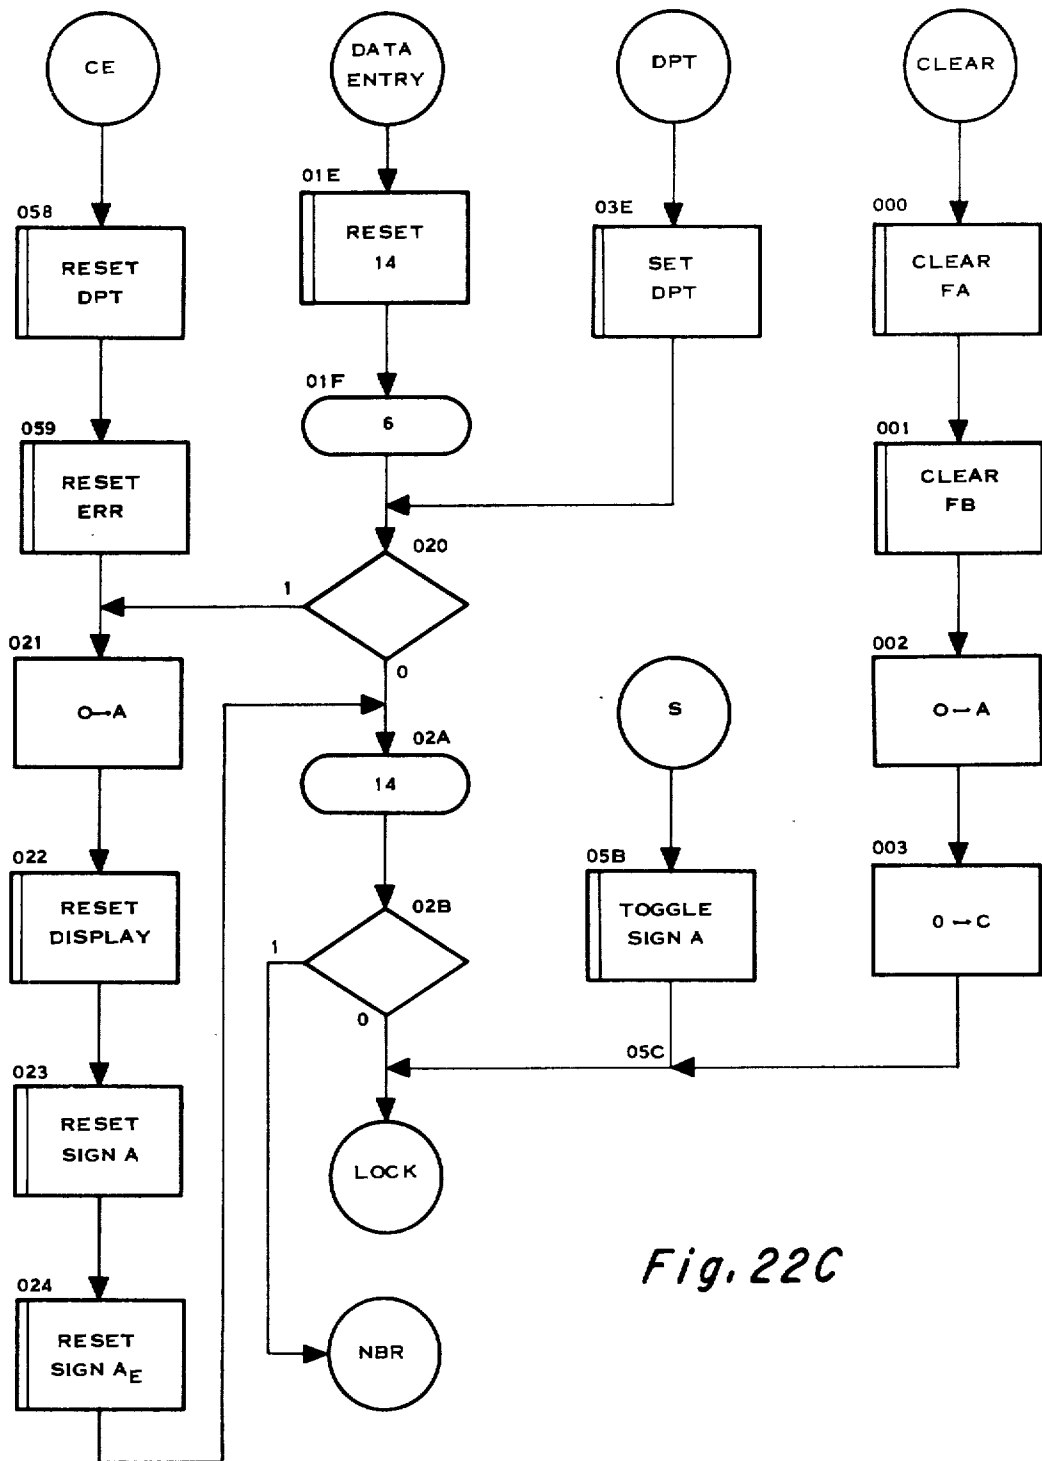 CE
DATA
ENTRY
DPT
CLEAR
058
RESET
DPT
01E
RESET
14
03E
SET
DPT
000
CLEAR
FA
01F
6
059
RESET
ERR
001
CLEAR
FB
020
1
0
021
0→A
S
002
0→A
02A
14
022
RESET
DISPLAY
02B
1
0
05B
TOGGLE
SIGN A
003
0→C
05C
023
RESET
SIGN A
LOCK
024
RESET
SIGN AE
NBR
Fig. 22C